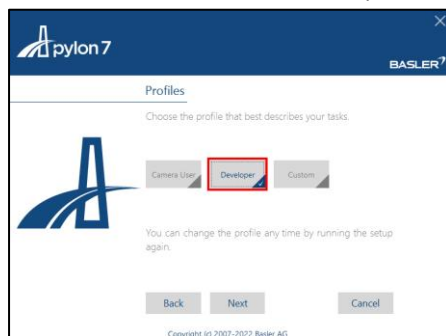 pylon 7
BASLER
Profiles
Choose the profile that best describes your tasks.
Camera User
Developer
Custom
You can change the profile any time by running the setup
again.
Back
Next
Cancel
Copyright (c) 2007-2022 Basler AG